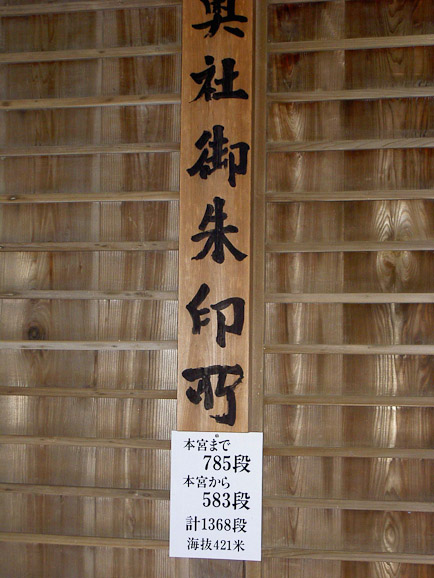 奥社御朱印所
本宮まで
785段
本宮から
583段
計1368段
海抜421米